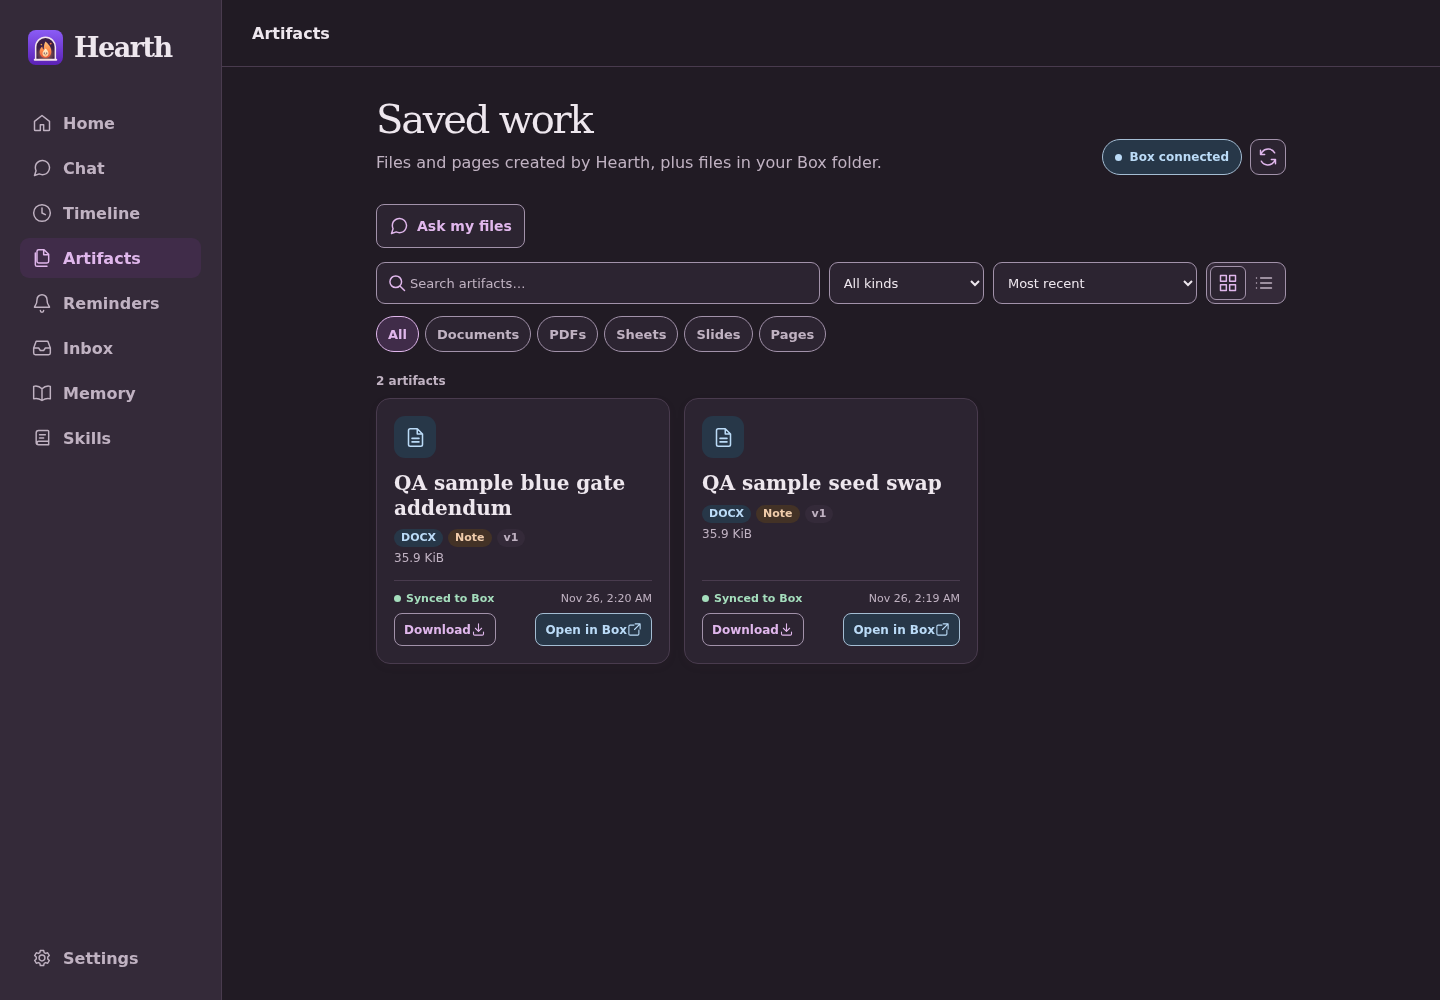 Hearth
Home
Chat
Timeline
Artifacts
Reminders
Inbox
Memory
Skills
Settings
Artifacts
Saved work
Files and pages created by Hearth, plus files in your Box folder.
Box connected
Ask my files
Search artifacts...
All kinds
Most recent
All
Documents
PDFs
Sheets
Slides
Pages
2 artifacts
QA sample blue gate
addendum
DOCX Note v1
35.9 KiB
Synced to Box Nov 26, 2:20 AM
Download Open in Box
QA sample seed swap
DOCX Note v1
35.9 KiB
Synced to Box Nov 26, 2:19 AM
Download Open in Box